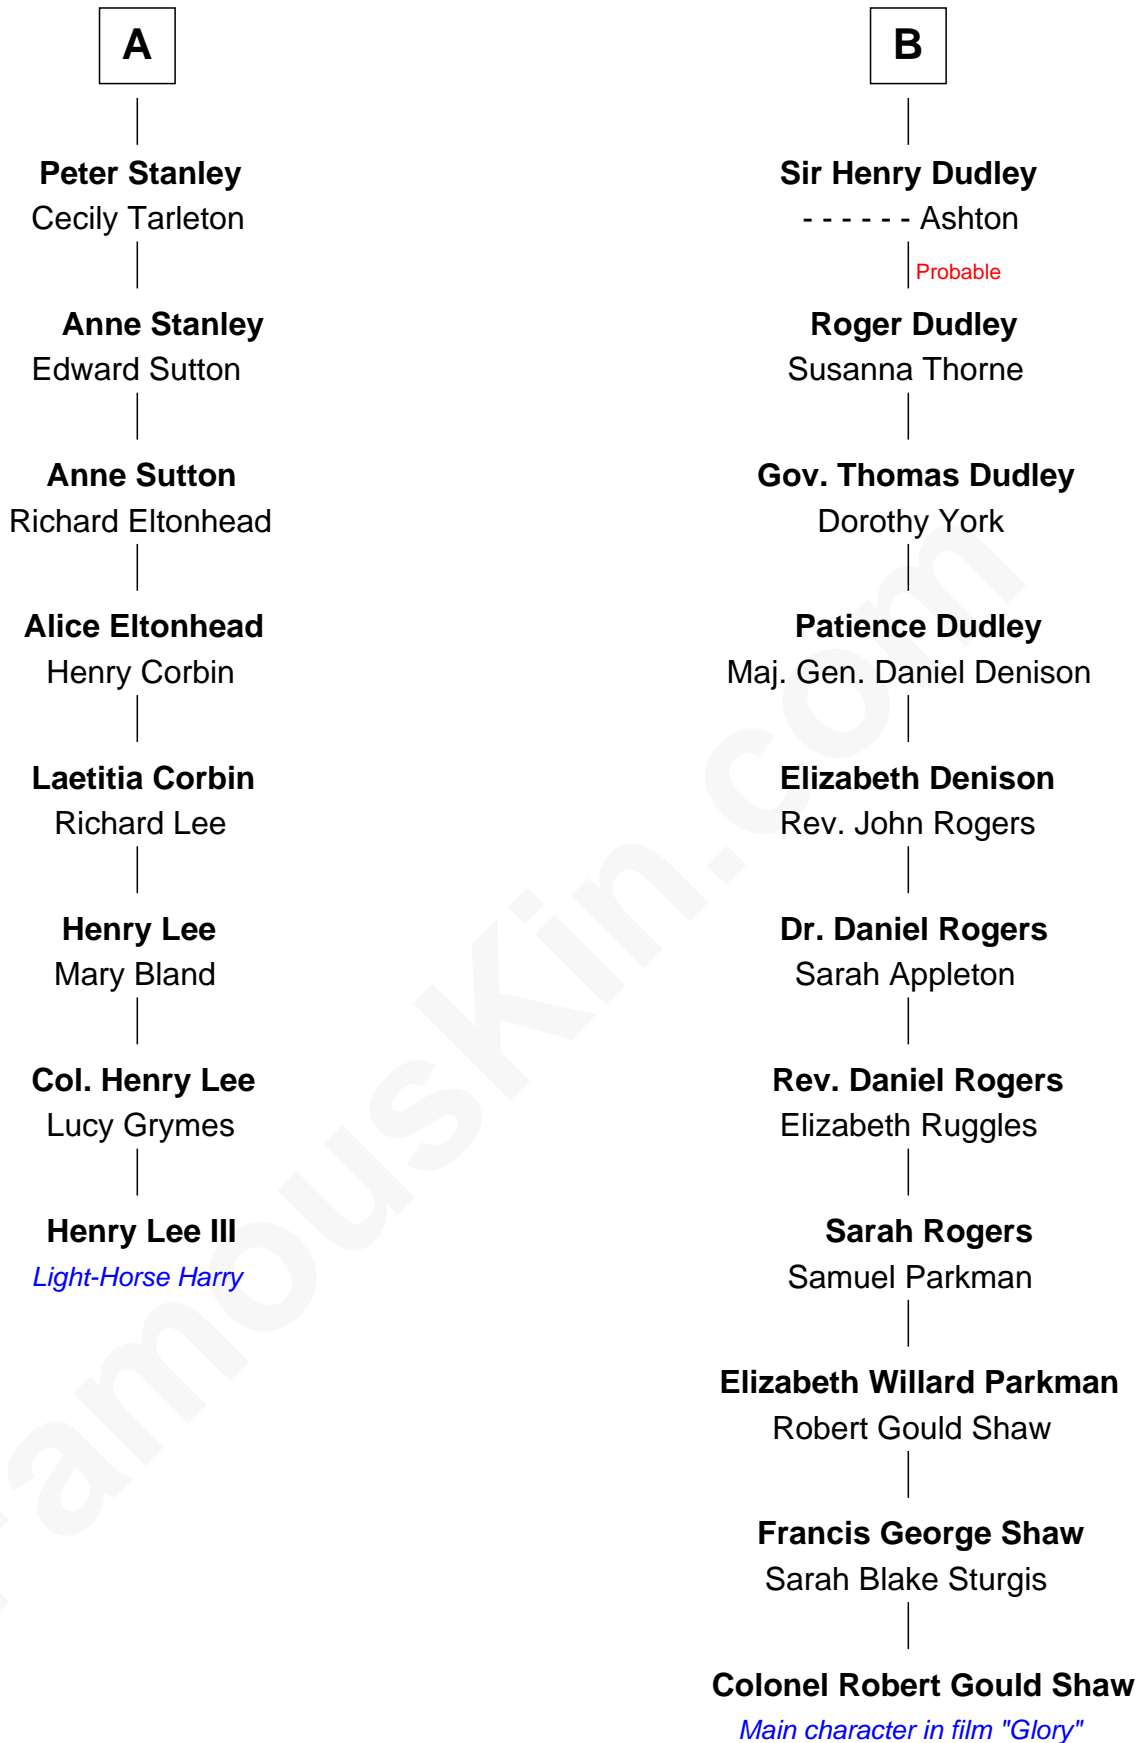 A
Peter Stanley
Cecily Tarleton
Anne Stanley
Edward Sutton
Anne Sutton
Richard Eltonhead
Alice Eltonhead
Henry Corbin
Laetitia Corbin
Richard Lee
Henry Lee
Mary Bland
Col. Henry Lee
Lucy Grymes
Henry Lee III
Light-Horse Harry
B
Sir Henry Dudley
- - - - - - Ashton
Probable
Roger Dudley
Susanna Thorne
Gov. Thomas Dudley
Dorothy York
Patience Dudley
Maj. Gen. Daniel Denison
Elizabeth Denison
Rev. John Rogers
Dr. Daniel Rogers
Sarah Appleton
Rev. Daniel Rogers
Elizabeth Ruggles
Sarah Rogers
Samuel Parkman
Elizabeth Willard Parkman
Robert Gould Shaw
Francis George Shaw
Sarah Blake Sturgis
Colonel Robert Gould Shaw
Main character in film "Glory"
FamousKin.com